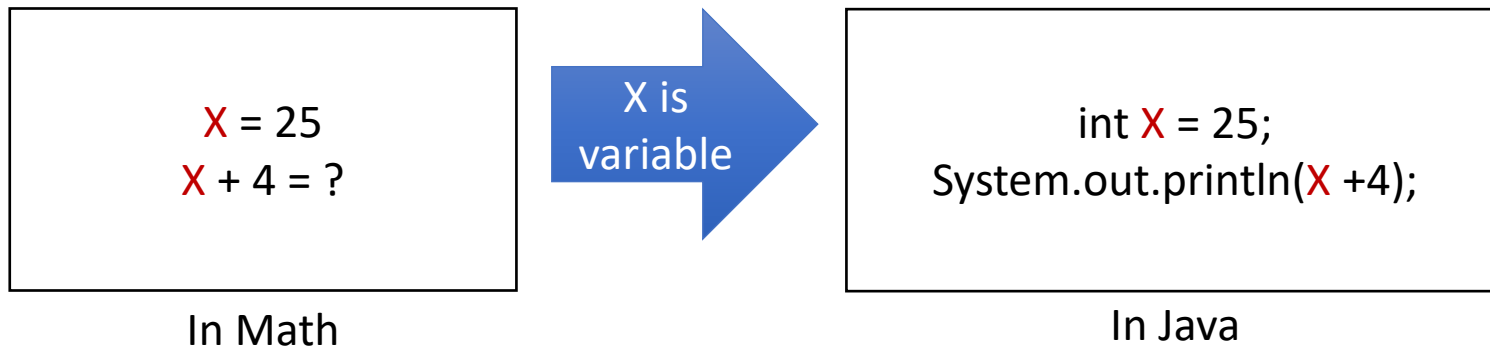 X = 25
X + 4 = ?
In Math
X is
variable
int X = 25;
System.out.println(X +4);
In Java